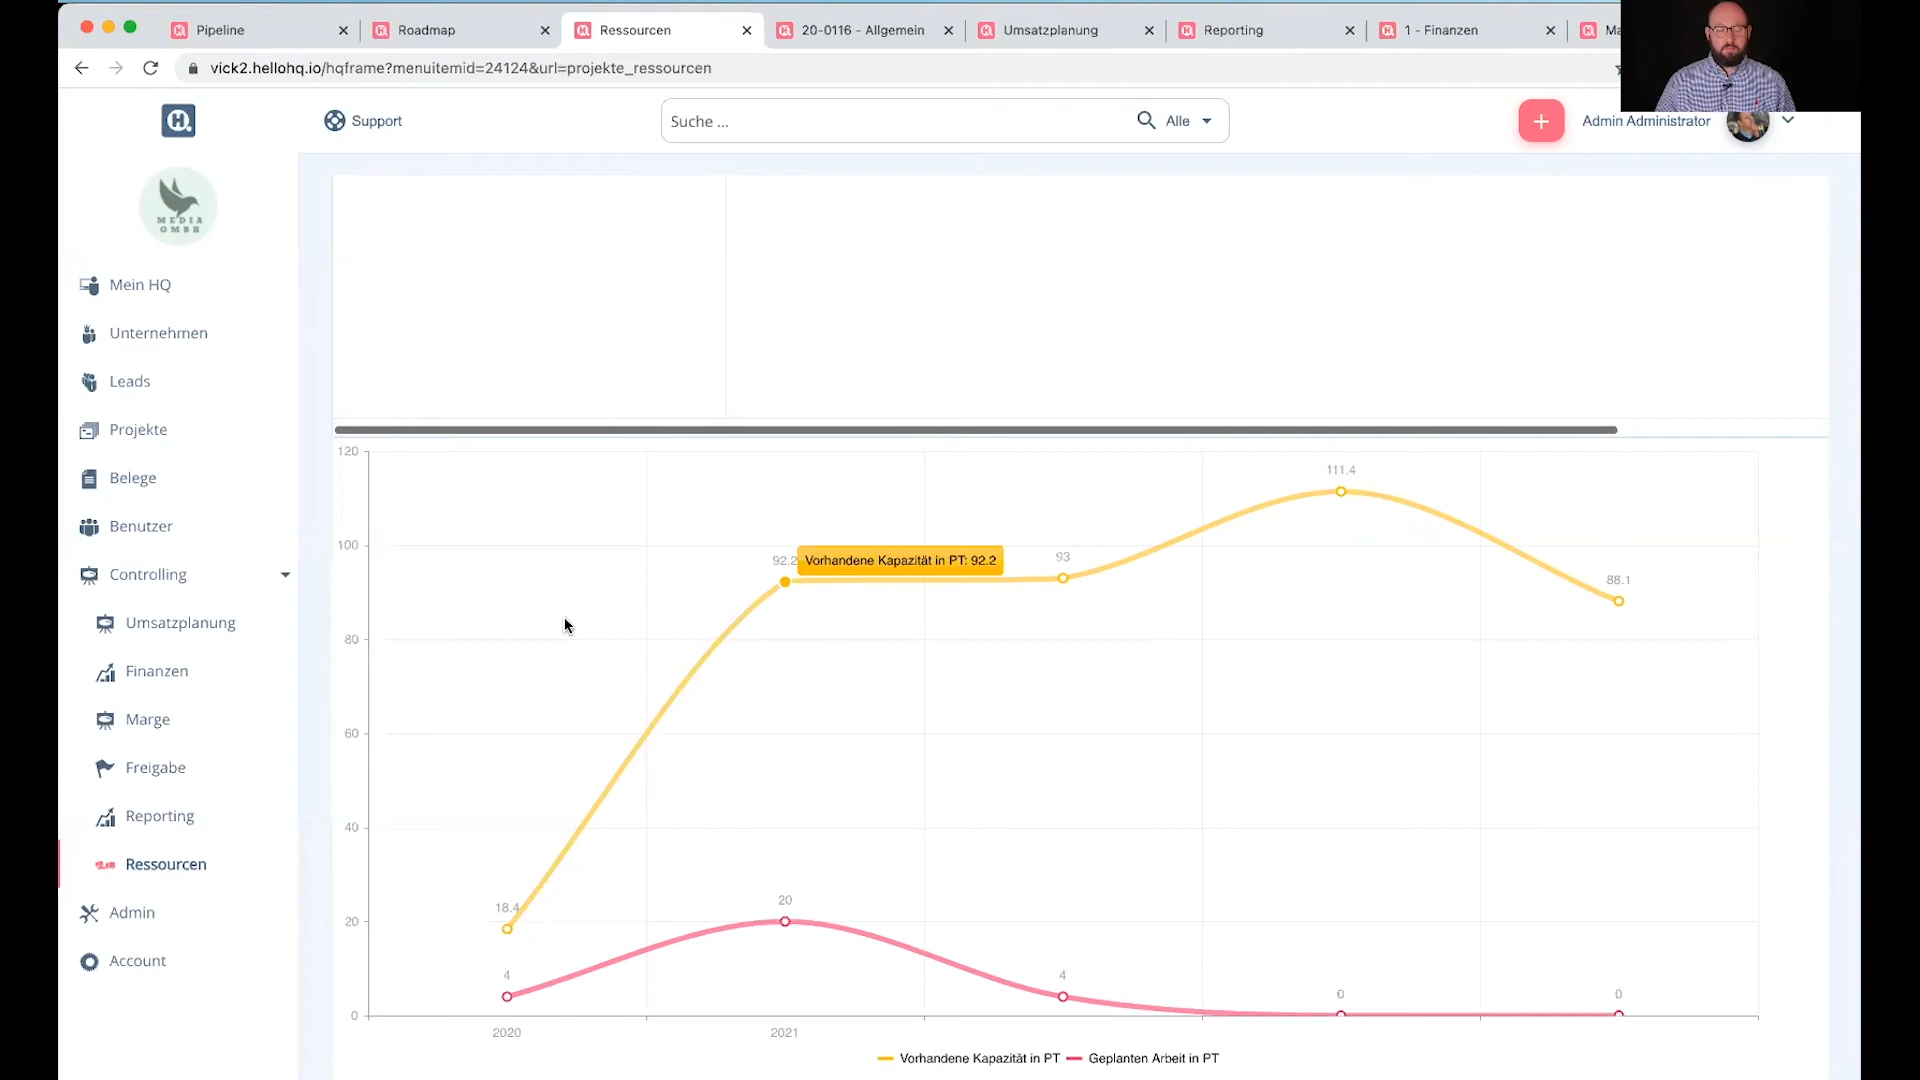 Pipeline
Roadmap
Ressourcen
20-0116 - Allgemein
Umsatzplanung
Reporting
1 - Finanzen
Ma
vick2.hellohq.io/hqframe?menuitemid=24124&url=projekte_ressourcen
Support
Suche ...
Alle
+
Admin Administrator
MEDIA
GMBH
Mein HQ
Unternehmen
Leads
Projekte
Belege
Benutzer
Controlling
Umsatzplanung
Finanzen
Marge
Freigabe
Reporting
Ressourcen
Admin
Account
120
100
80
60
40
20
0
111.4
92.2
Vorhandene Kapazität in PT: 92.2
93
88.1
18.4
20
4
4
0
0
2020
2021
Vorhandene Kapazität in PT
Geplanten Arbeit in PT